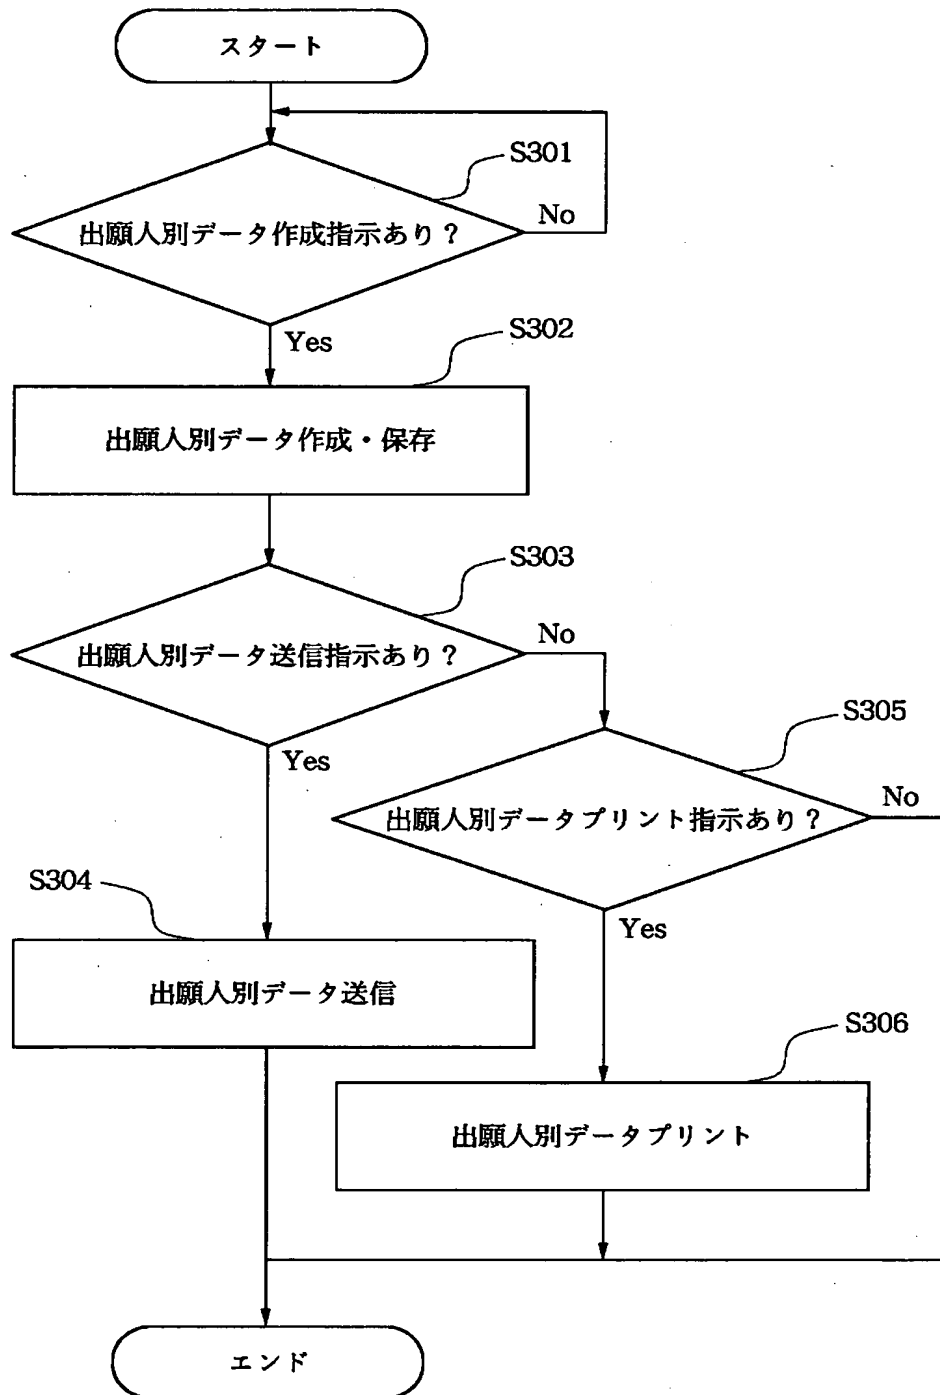 スタート
S301
出願人別データ作成指示あり？
No
Yes
S302
出願人別データ作成・保存
S303
出願人別データ送信指示あり？
No
Yes
S305
出願人別データプリント指示あり？
No
Yes
S304
出願人別データ送信
S306
出願人別データプリント
エンド